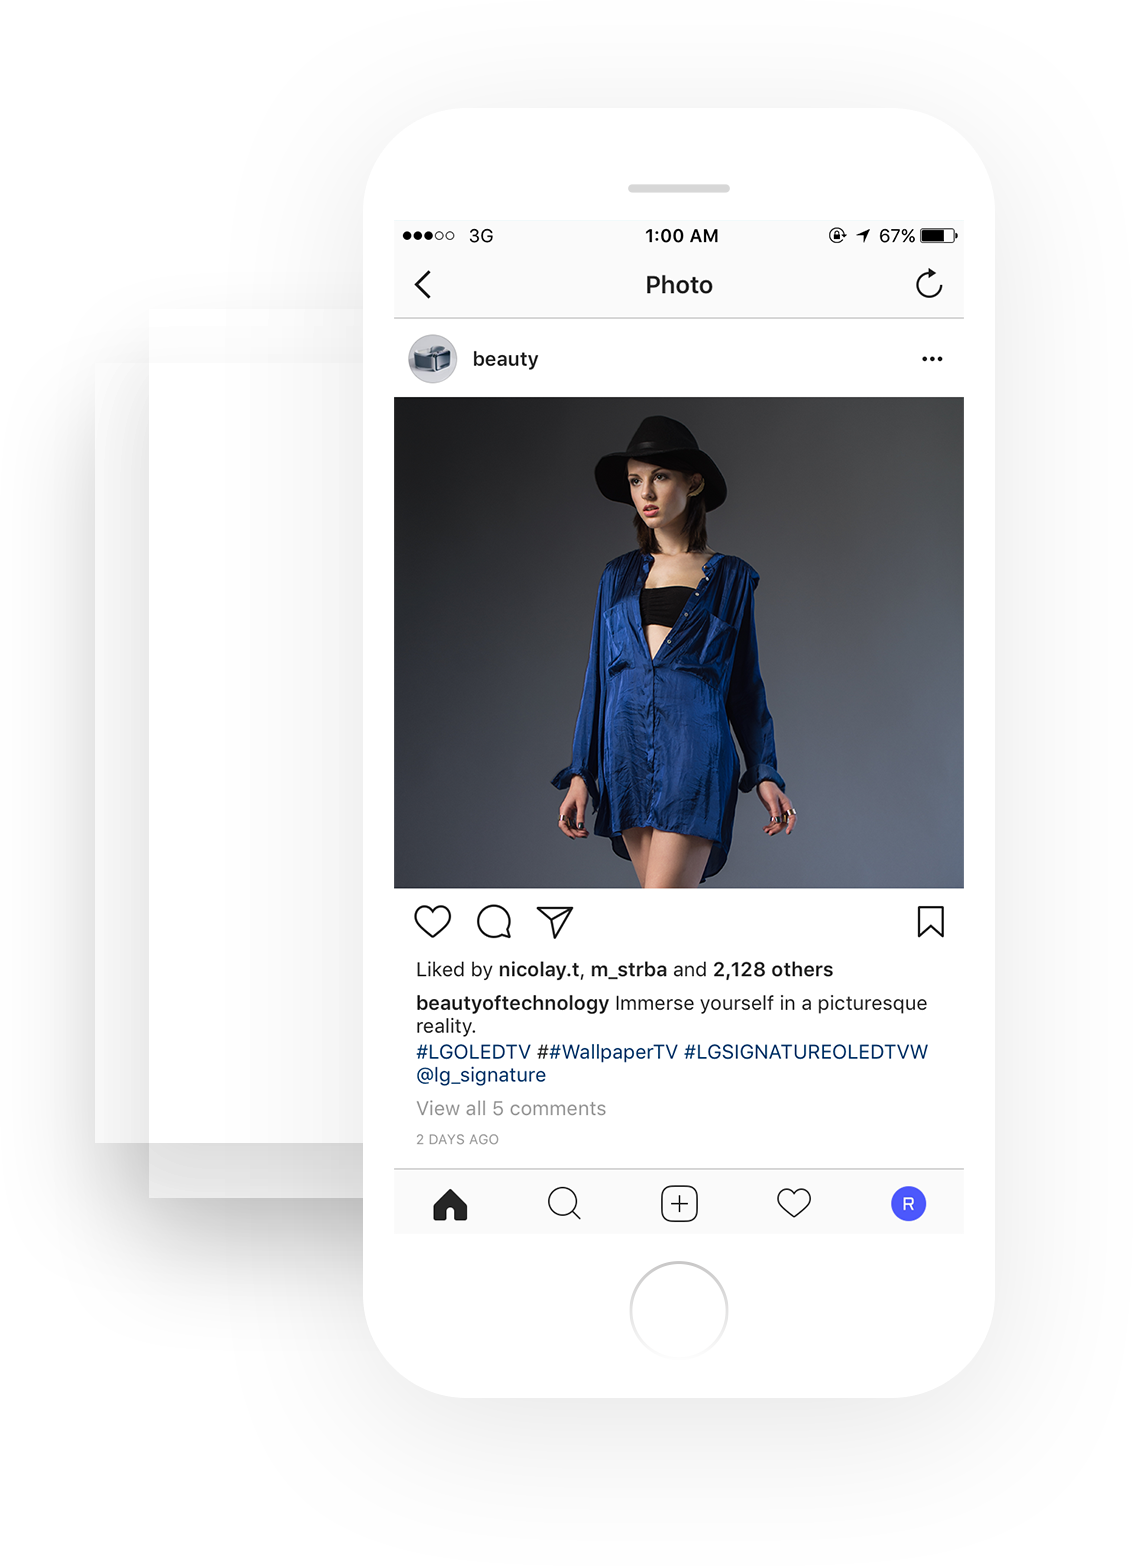 3G 1:00 AM 67%
Photo
beauty
Liked by nicolay.t, m_strba and 2,128 others
beautyoftechnology Immerse yourself in a picturesque
reality.
#LGOLEDTV ##WallpaperTV #LGSIGNATUREOLEDTVW
@lg_signature
View all 5 comments
2 DAYS AGO
R